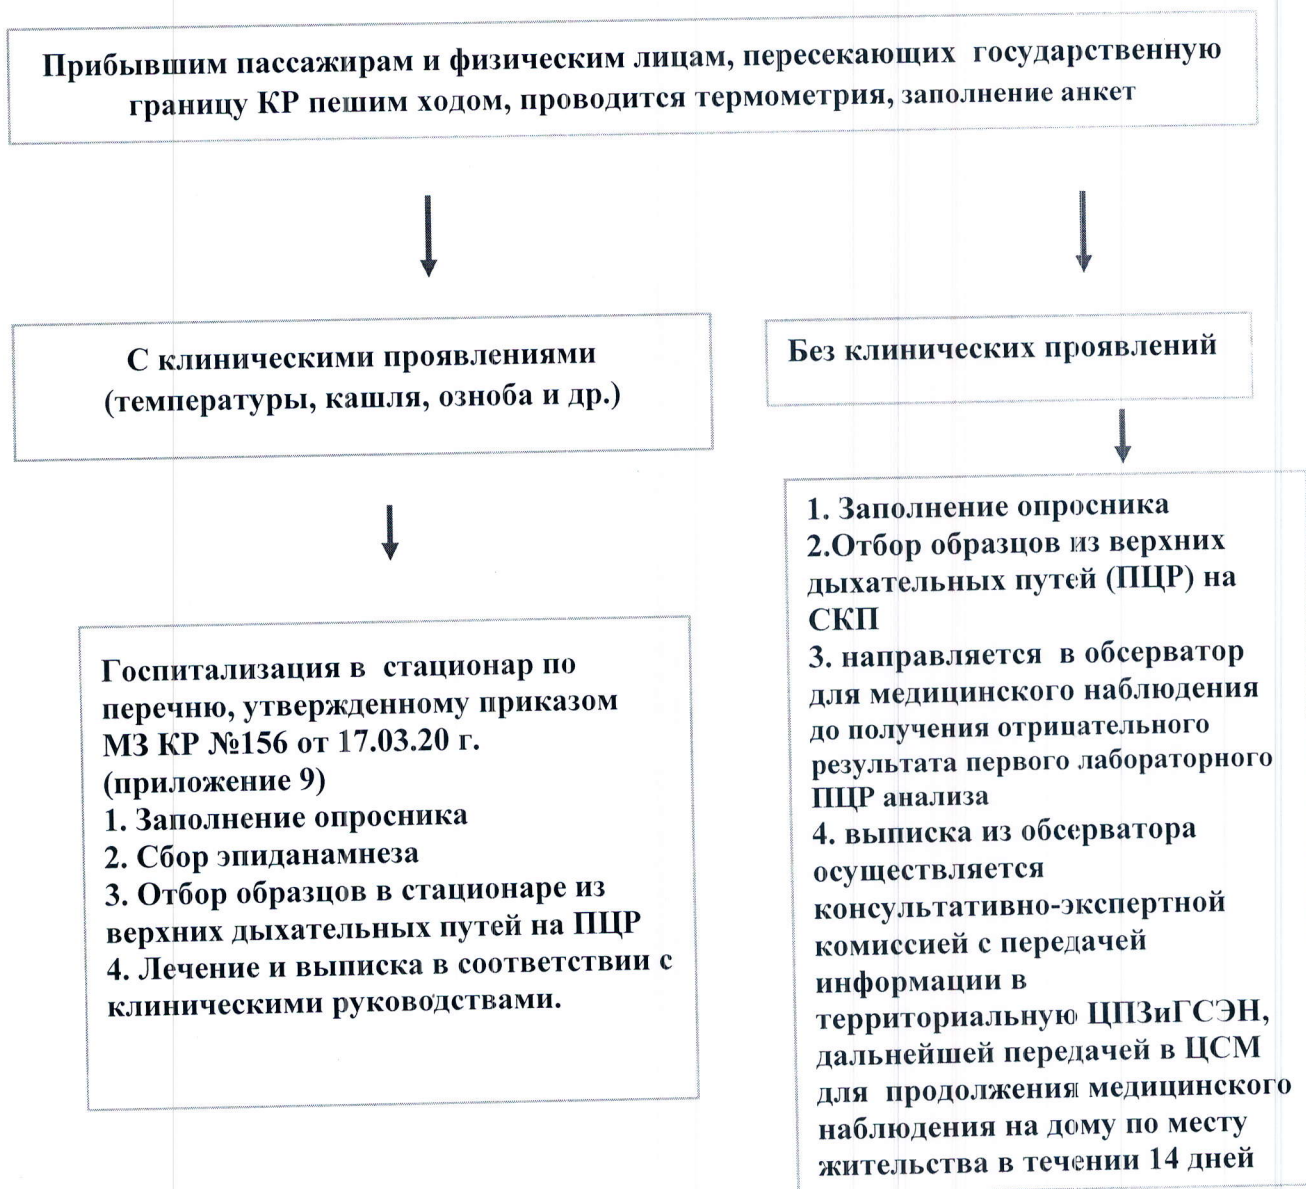 Прибывшим пассажирам и физическим лицам, пересекающих государственную
границу КР пешим ходом, проводится термометрия, заполнение анкет
С клиническими проявлениями
(температуры, кашля, озноба и др.)
Госпитализация в стационар по
перечню, утвержденному приказом
МЗ КР №156 от 17.03.20 г.
(приложение 9)
1. Заполнение опросника
2. Сбор эпиданамнеза
3. Отбор образцов в стационаре из
верхних дыхательных путей на ПЦР
4. Лечение и выписка в соответствии с
клиническими руководствами.
Без клинических проявлений
1. Заполнение опросника
2.Отбор образцов из верхних
дыхательных путей (ПЦР) на
СКП
3. направляется в обсерватор
для медицинского наблюдения
до получения отрицательного
результата первого лабораторного
ПЦР анализа
4. выписка из обсерватора
осуществляется
консультативно-экспертной
комиссией с передачей
информации в
территориальную ЦПЗиГСЭН,
дальнейшей передачей в ЦСМ
для продолжения медицинского
наблюдения на дому по месту
жительства в течении 14 дней